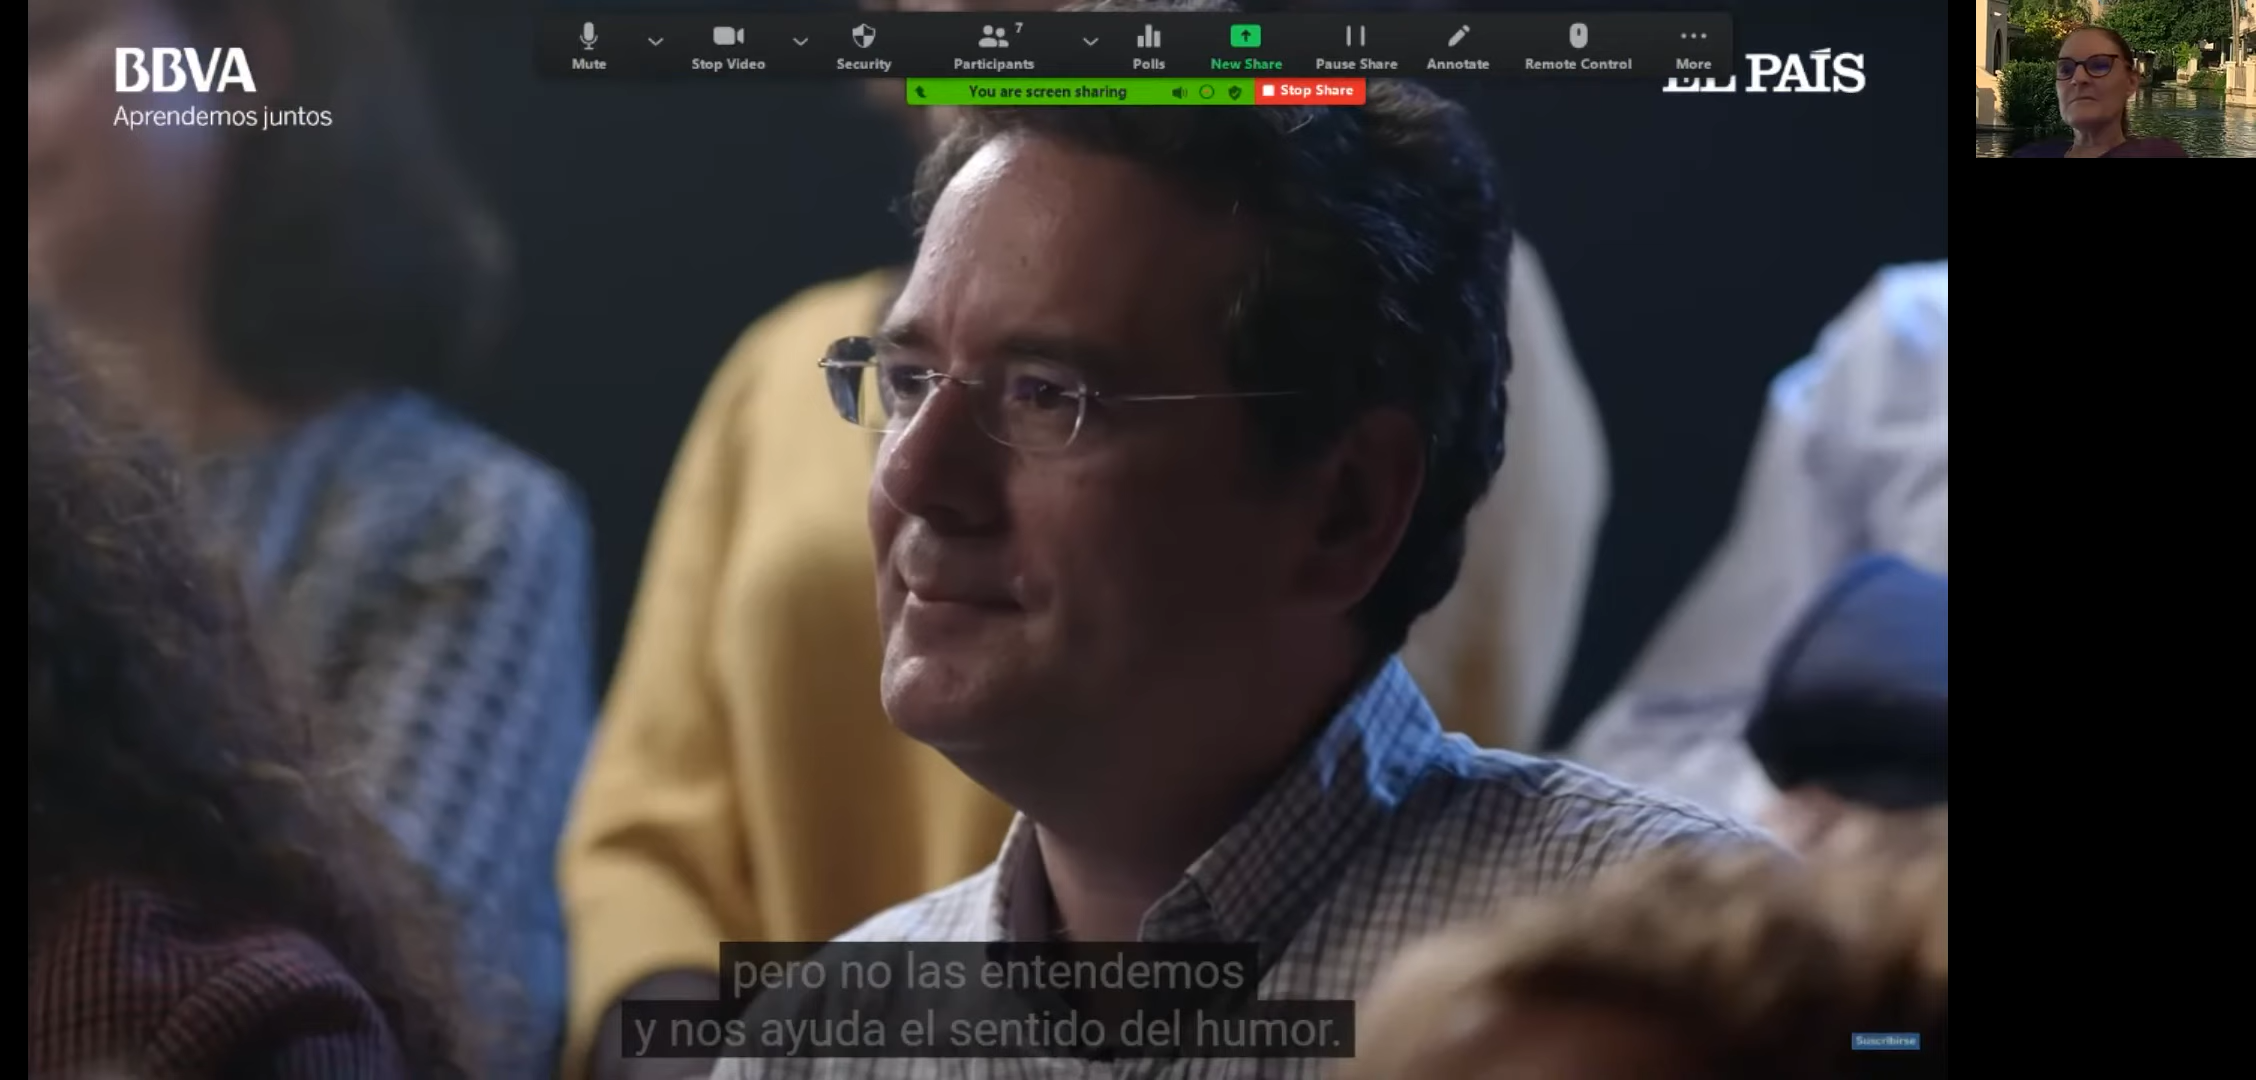 BBVA
Aprendemos juntos
Mute
Stop Video
Security
Participants
7
Polls
New Share
Pause Share
Annotate
Remote Control
More
You are screen sharing
Stop Share
EL PAÍS
pero no las entendemos
y nos ayuda el sentido del humor.
Suscribirse